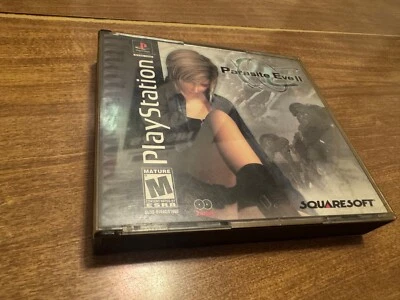 PlayStation
Parasite Eve II
MATURE
M
ESRB
SQUARESOFT